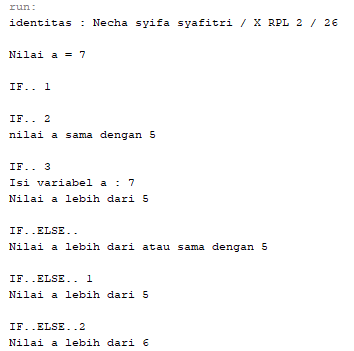 run:
identitas : Necha syifa syafitri / X RPL 2 / 26
Nilai a = 7
IF.. 1
IF.. 2
nilai a sama dengan 5
IF.. 3
Isi variabel a : 7
Nilai a lebih dari 5
IF..ELSE..
Nilai a lebih dari atau sama dengan 5
IF..ELSE.. 1
Nilai a lebih dari 5
IF..ELSE..2
Nilai a lebih dari 6